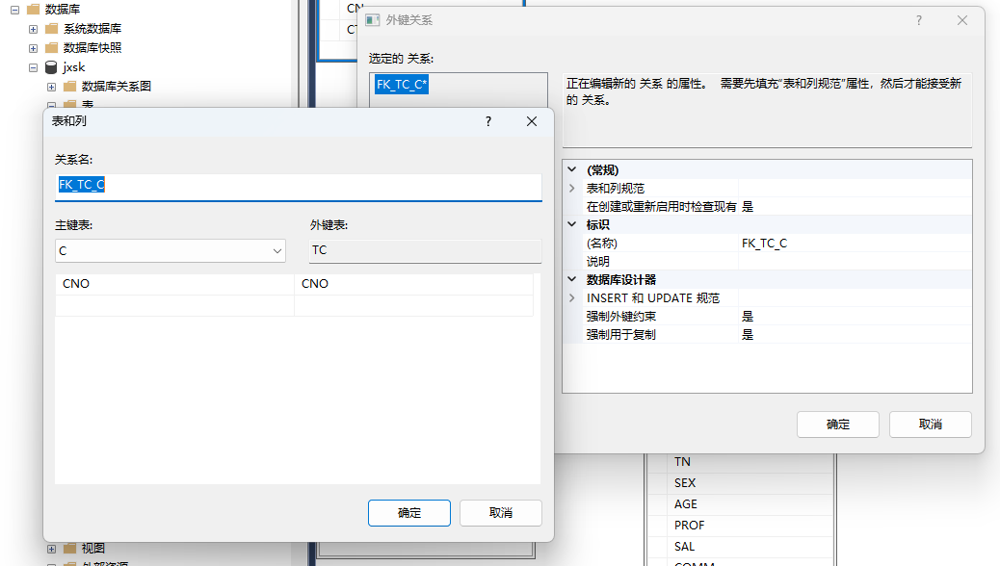 数据库
系统数据库
数据库快照
jxsk
数据库关系图
表
CN
外键关系
?
选定的 关系:
FK_TC_C*
正在编辑新的 关系 的属性。 需要先填充“表和列规范”属性，然后才能接受新
的 关系。
(常规)
表和列规范
在创建或重新启用时检查现有 是
标识
(名称) FK_TC_C
说明
数据库设计器
INSERT 和 UPDATE 规范
强制外键约束 是
强制用于复制 是
确定 取消
表和列
?
关系名:
FK_TC_C
主键表: 外键表:
C TC
CNO CNO
确定 取消
TN
SEX
AGE
PROF
SAL
COMM
视图
外部资源